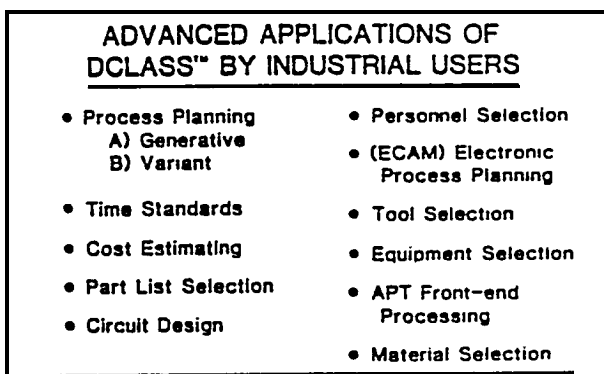 ADVANCED APPLICATIONS OF
DCLASS™ BY INDUSTRIAL USERS
• Process Planning
A) Generative
B) Variant
• Time Standards
• Cost Estimating
• Part List Selection
• Circuit Design
• Personnel Selection
• (ECAM) Electronic
Process Planning
• Tool Selection
• Equipment Selection
• APT Front-end
Processing
• Material Selection